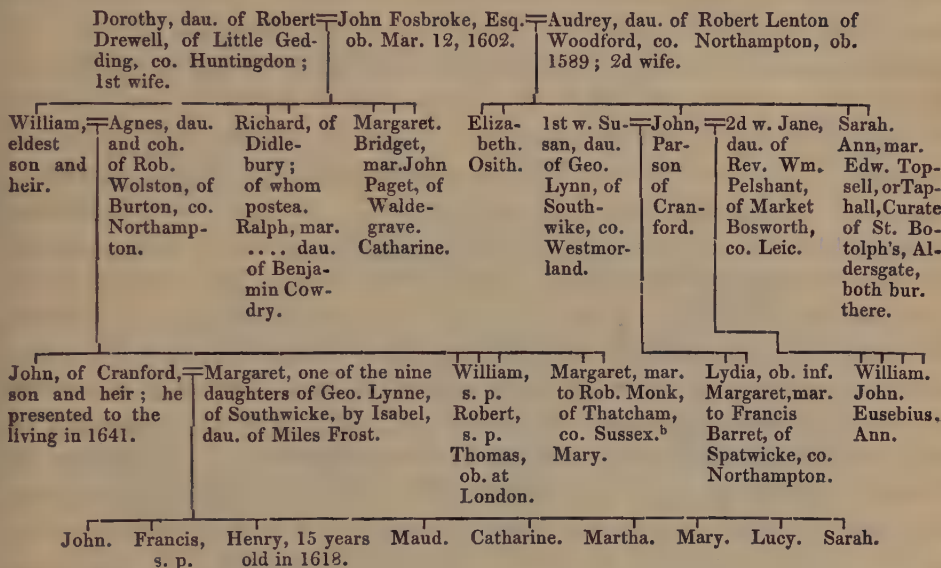 Dorothy, dau. of Robert
Drewell, of Little Ged-
ding, co. Huntingdon ;
1st wife.
John Fosbroke, Esq.
ob. Mar. 12, 1602.
Audrey, dau. of Robert Lenton of
Woodford, co. Northampton, ob.
1589 ; 2d wife.
William,
eldest
son and
heir.
Agnes, dau.
and coh.
of Rob.
Wolston, of
Burton, co.
Northamp-
ton.
Richard, of
Didle-
bury ;
of whom
postea.
Ralph, mar.
.... dau.
of Benja-
min Cow-
dry.
Margaret.
Bridget,
mar.John
Paget, of
Walde-
grave.
Catharine.
Eliza-
beth.
Osith.
1st w. Su-
san, dau.
of Geo.
Lynn, of
South-
wike, co.
Westmor-
land.
John,
Par-
son
of
Cran-
ford.
2d w. Jane,
dau. of
Rev. Wm.
Pelshant,
of Market
Bosworth,
co. Leic.
Sarah.
Ann, mar.
Edw. Top-
sell, orTap-
hall,Curate
of St. Bo-
tolph's, Al-
dersgate,
both bur.
there.
John, of Cranford,
son and heir ; he
presented to the
living in 1641.
Margaret, one of the nine
daughters of Geo. Lynne,
of Southwicke, by Isabel,
dau. of Miles Frost.
William,
s. p.
Robert,
s. p.
Thomas,
ob. at
London.
Margaret, mar.
to Rob. Monk,
of Thatcham,
co. Sussex.b
Mary.
Lydia, ob. inf.
Margaret,mar.
to Francis
Barret, of
Spatwicke, co.
Northampton.
William.
John.
Eusebius.
Ann.
John.
Francis,
s. p.
Henry, 15 years
old in 1618.
Maud.
Catharine.
Martha.
Mary.
Lucy.
Sarah.